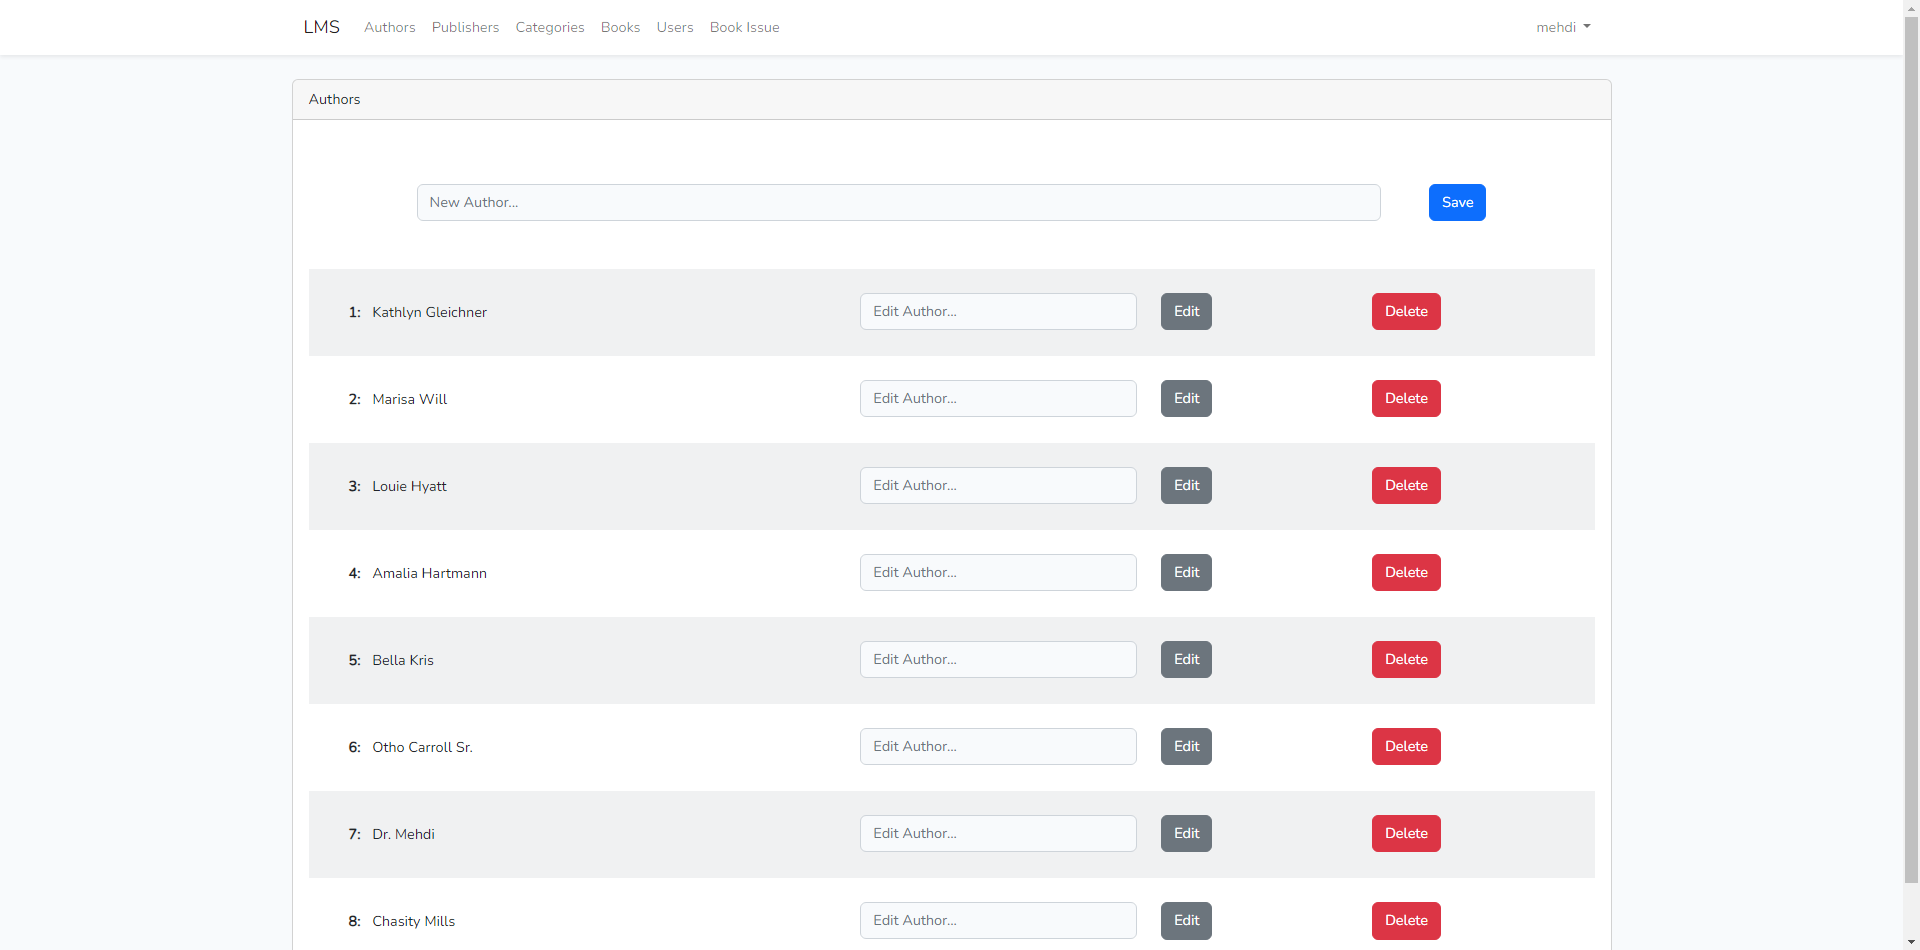 LMS Authors Publishers Categories Books Users Book Issue mehdi
Authors
New Author... Save
1: Kathlyn Gleichner Edit Author... Edit Delete
2: Marisa Will Edit Author... Edit Delete
3: Louie Hyatt Edit Author... Edit Delete
4: Amalia Hartmann Edit Author... Edit Delete
5: Bella Kris Edit Author... Edit Delete
6: Otho Carroll Sr. Edit Author... Edit Delete
7: Dr. Mehdi Edit Author... Edit Delete
8: Chasity Mills Edit Author... Edit Delete